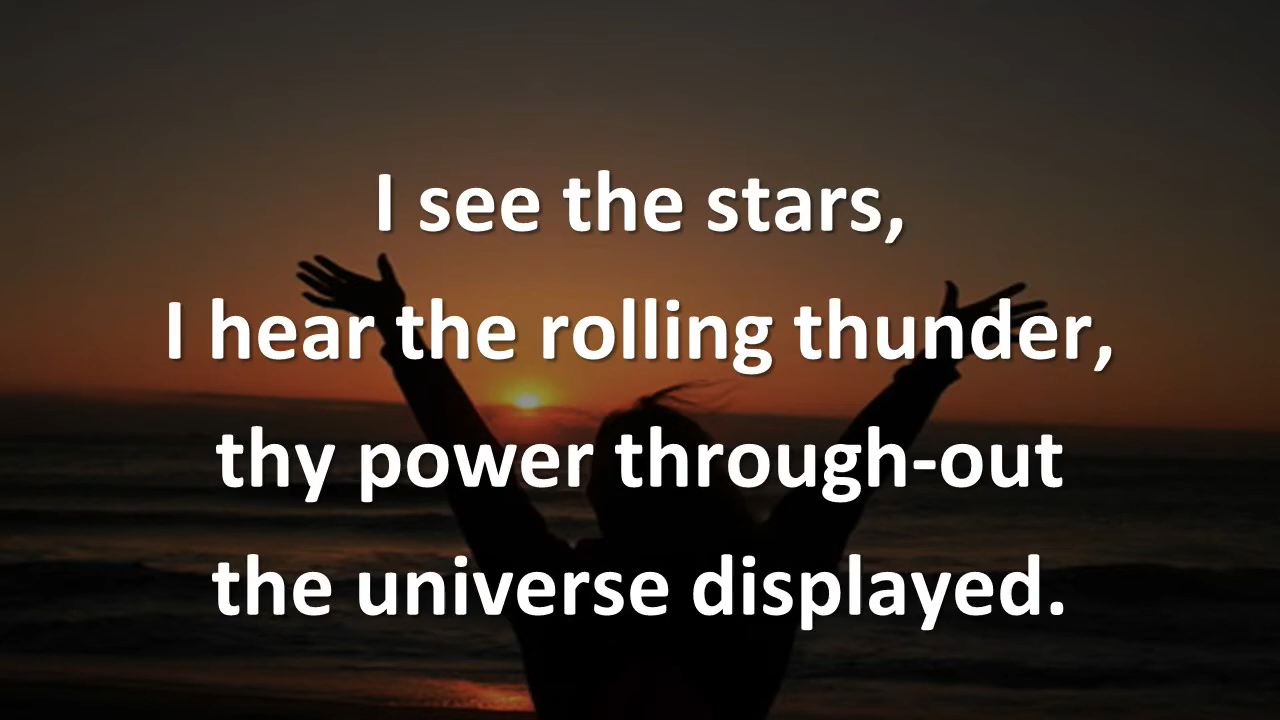 I see the stars,
I hear the rolling thunder,
thy power through-out
the universe displayed.